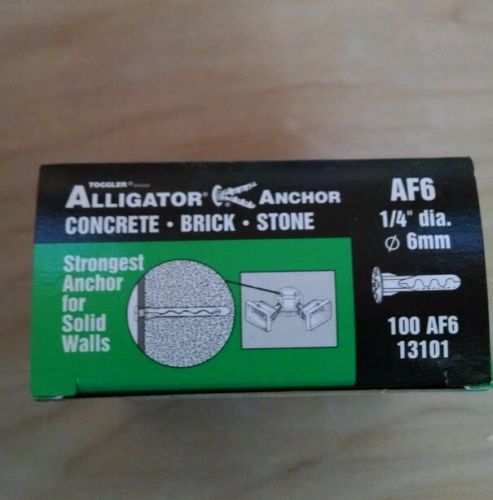 TOGGLER® BRAND
ALLIGATOR® ANCHOR
CONCRETE · BRICK · STONE
Strongest
Anchor
for
Solid
Walls
AF6
1/4" dia.
Ø 6mm
100 AF6
13101